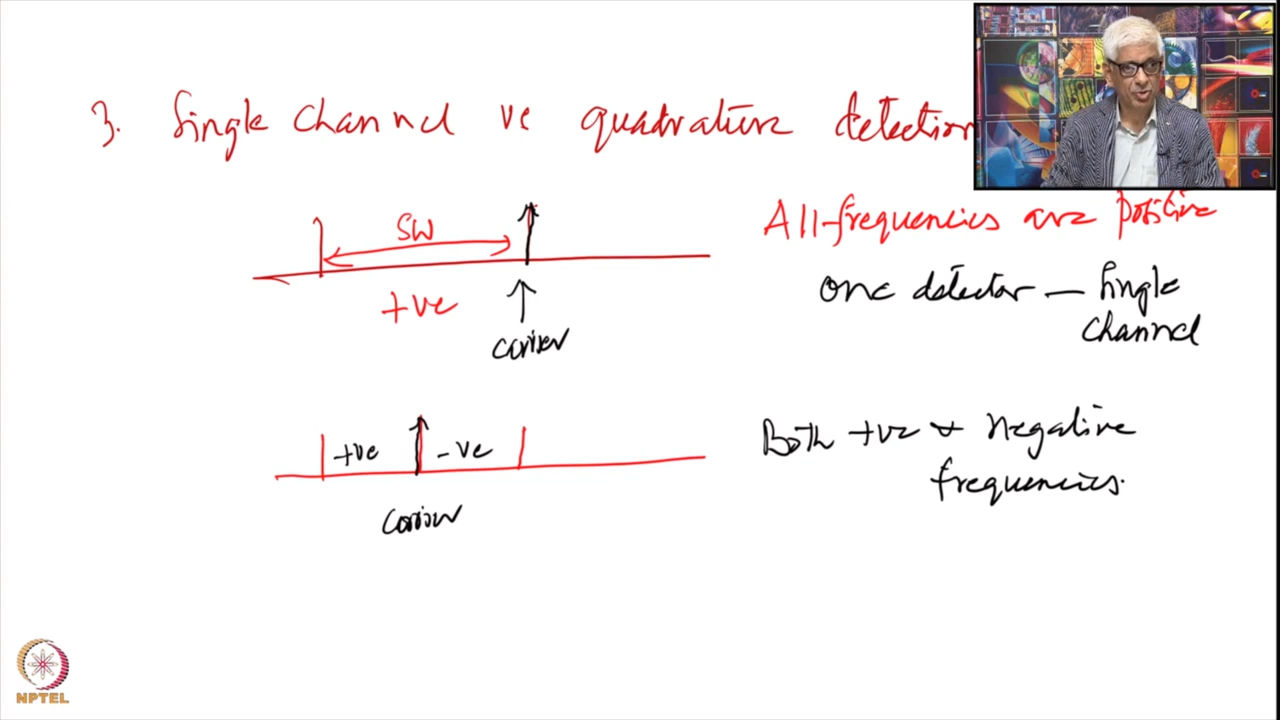 3. Single channel vs quadrature detection
SW
All frequencies are positive
+ve
carrier
one detector — Single
channel
+ve -ve
Both +ve & negative
frequencies.
carrier
NPTEL